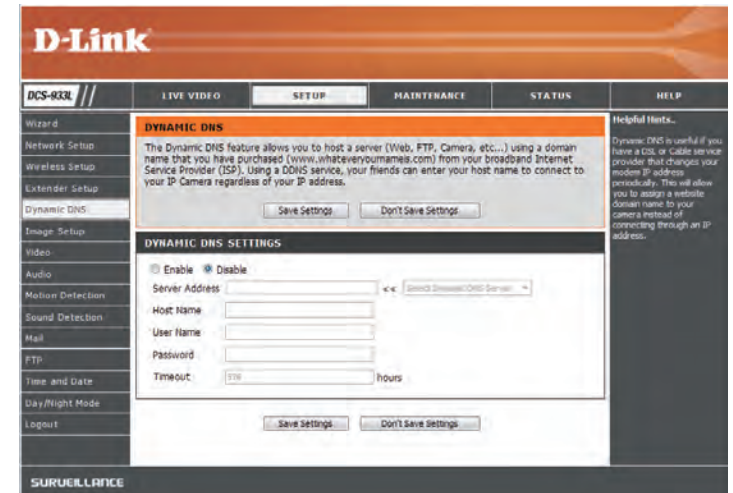 D-Link
DCS-933L
LIVE VIDEO
SETUP
MAINTENANCE
STATUS
HELP
Wizard
Network Setup
Wireless Setup
Extender Setup
Dynamic DNS
Image Setup
Video
Audio
Motion Detection
Sound Detection
Mail
FTP
Time and Date
Day/Night Mode
Logout
DYNAMIC DNS
The Dynamic DNS feature allows you to host a server (Web, FTP, Camera, etc...) using a domain
name that you have purchased (www.whateveryournameis.com) from your broadband Internet
Service Provider (ISP). Using a DDNS service, your friends can enter your host name to connect to
your IP Camera regardless of your IP address.
Save Settings
Don't Save Settings
DYNAMIC DNS SETTINGS
Enable
Disable
Server Address
<< Select Dynamic DNS Server
Host Name
User Name
Password
Timeout
576
hours
Save Settings
Don't Save Settings
Helpful Hints..
Dynamic DNS is useful if you
have a DSL or Cable service
provider that changes your
modem IP address
periodically. This will allow
you to assign a website
domain name to your
camera instead of
connecting through an IP
address.
SURVEILLANCE